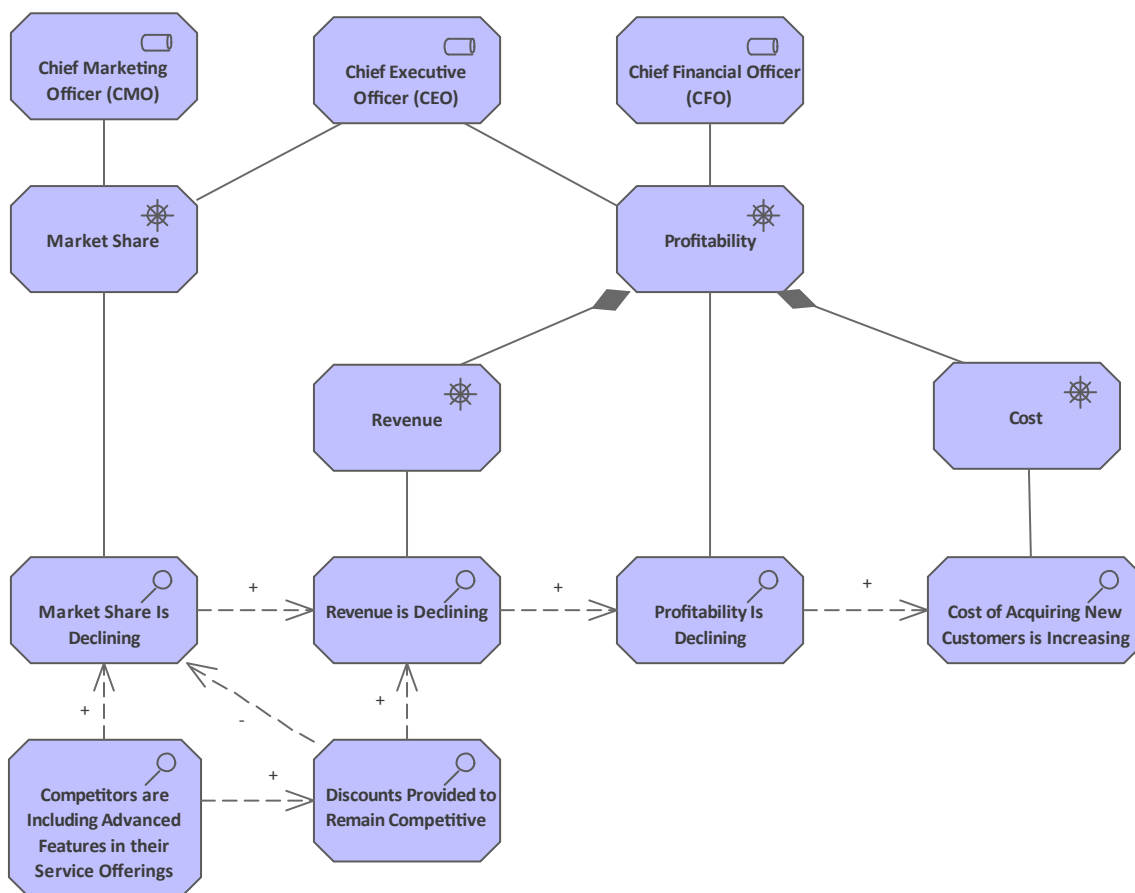 Chief Marketing
Officer (CMO)
Chief Executive
Officer (CEO)
Chief Financial Officer
(CFO)
Market Share
Profitability
Revenue
Cost
Market Share Is
Declining
+
Revenue is Declining
+
Profitability Is
Declining
+
Cost of Acquiring New
Customers is Increasing
+
-
+
Competitors are
Including Advanced
Features in their
Service Offerings
+
Discounts Provided to
Remain Competitive